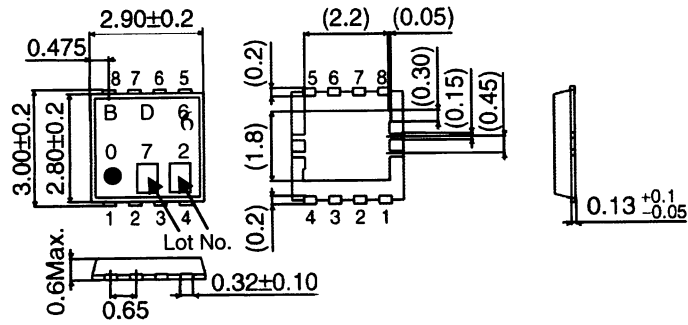 2.90±0.2
0.475
8 7 6 5
B D 6
C
0 7 2
1 2 3 4
3.00±0.2
2.80±0.2
Lot No.
(2.2)
(0.05)
(0.2)
5 6 7 8
(0.30)
(0.15)
(0.45)
(1.8)
(0.2)
4 3 2 1
0.13 +0.1 −0.05
0.6Max.
0.65
0.32±0.10